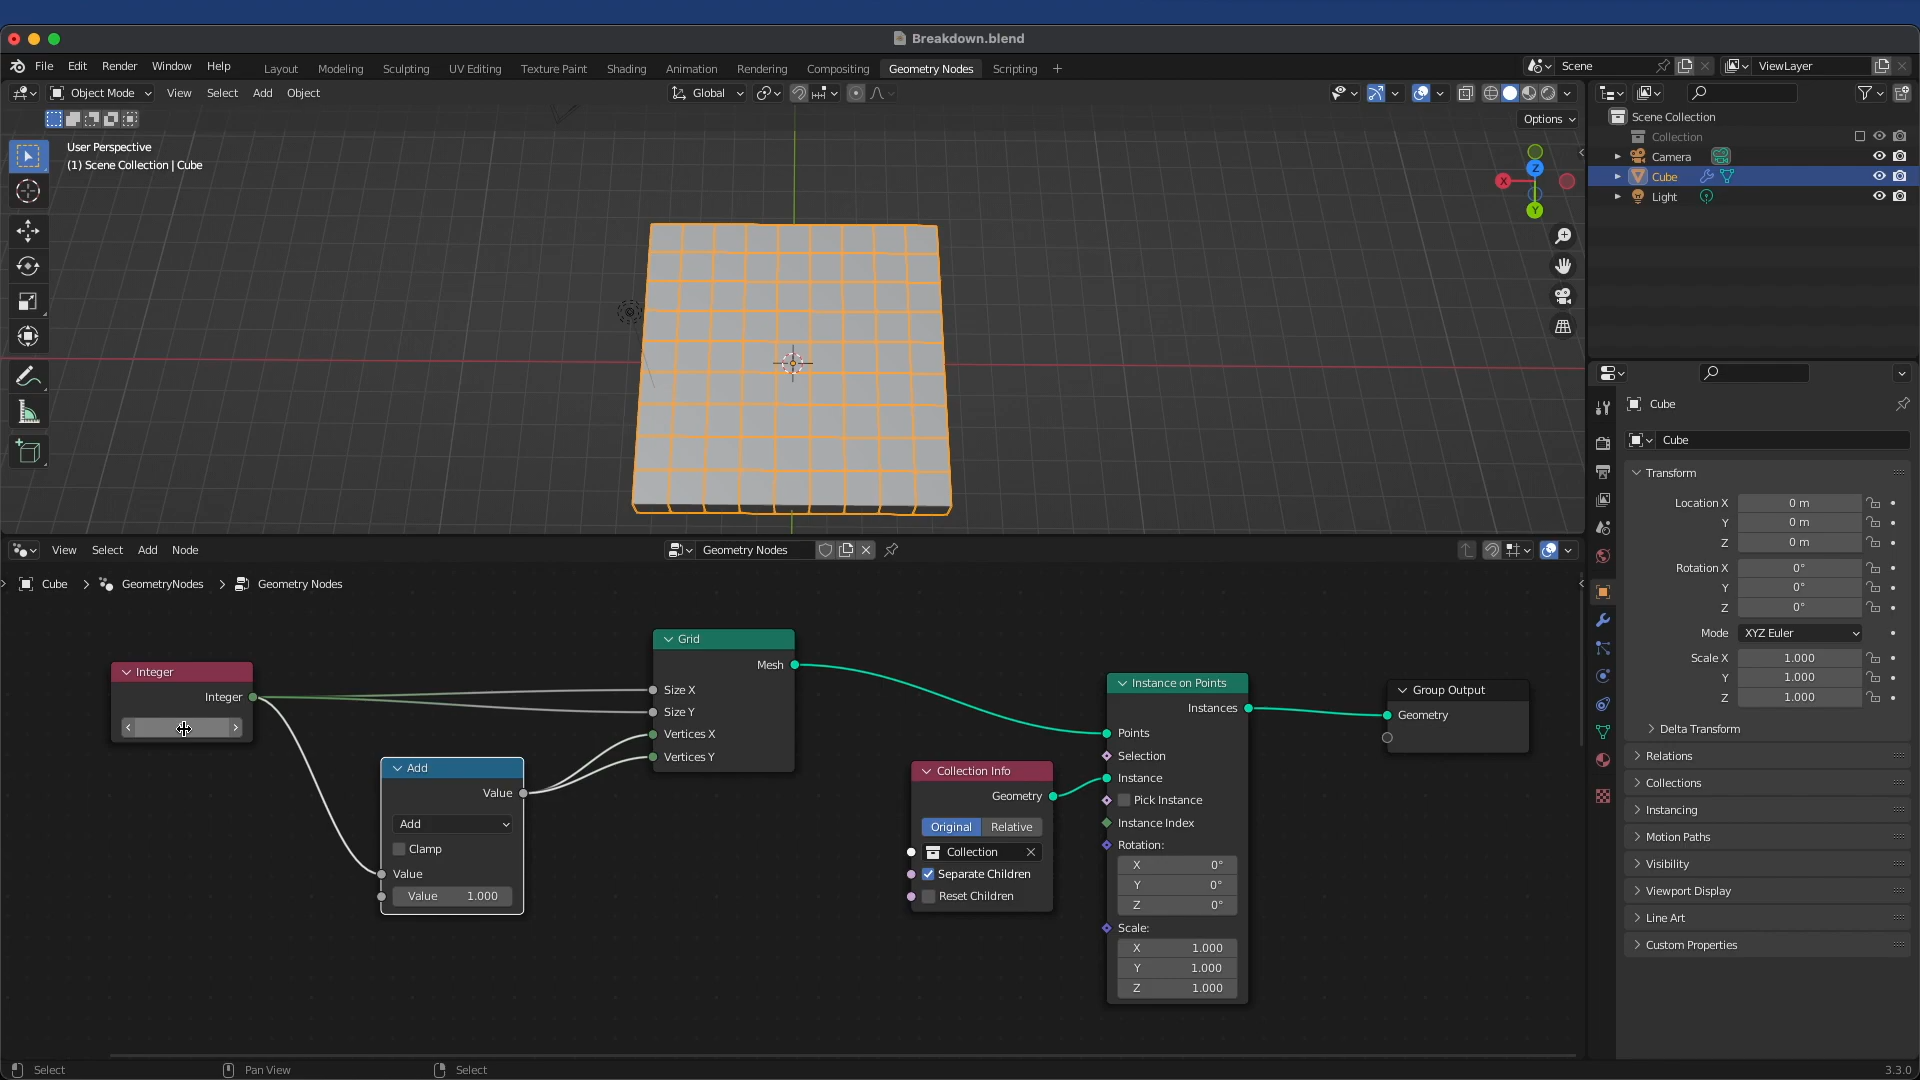 Breakdown.blend
File Edit Render Window Help Layout Modeling Sculpting UV Editing Texture Paint Shading Animation Rendering Compositing Geometry Nodes Scripting + Scene ViewLayer
Object Mode View Select Add Object Global
Options
User Perspective
(1) Scene Collection | Cube
X
Z
Y
Scene Collection
Collection
Camera
Cube
Light
Cube
Cube
Transform
Location X 0 m
Y 0 m
Z 0 m
Rotation X 0°
Y 0°
Z 0°
Mode XYZ Euler
Scale X 1.000
Y 1.000
Z 1.000
Delta Transform
Relations
Collections
Instancing
Motion Paths
Visibility
Viewport Display
Line Art
Custom Properties
View Select Add Node Geometry Nodes
Cube > GeometryNodes > Geometry Nodes
Integer
Integer
Add
Value
Add
Clamp
Value
Value 1.000
Grid
Mesh
Size X
Size Y
Vertices X
Vertices Y
Collection Info
Geometry
Original Relative
Collection
Separate Children
Reset Children
Instance on Points
Instances
Points
Selection
Instance
Pick Instance
Instance Index
Rotation:
X 0°
Y 0°
Z 0°
Scale:
X 1.000
Y 1.000
Z 1.000
Group Output
Geometry
Select Pan View Select 3.3.0